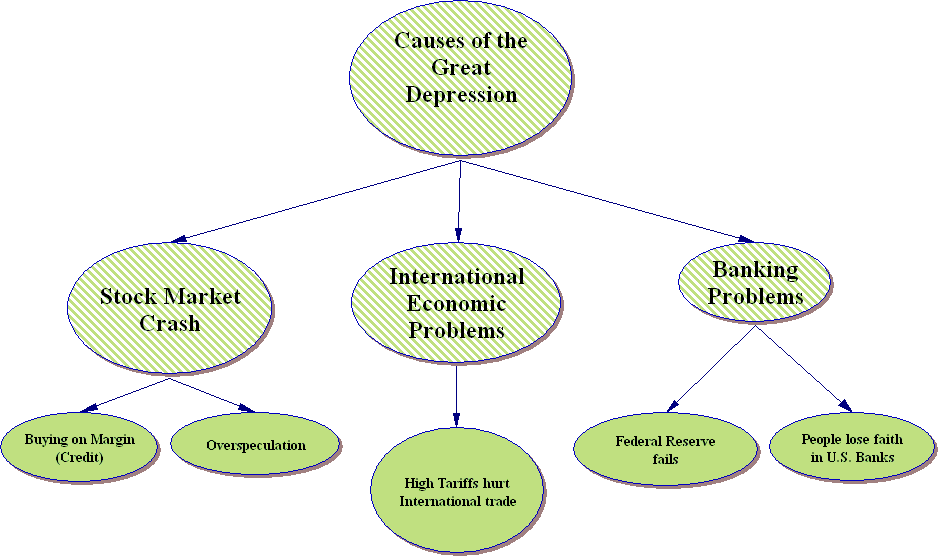 Causes of the
Great
Depression
Stock Market
Crash
International
Economic
Problems
Banking
Problems
Buying on Margin
(Credit)
Overspeculation
High Tariffs hurt
International trade
Federal Reserve
fails
People lose faith
in U.S. Banks